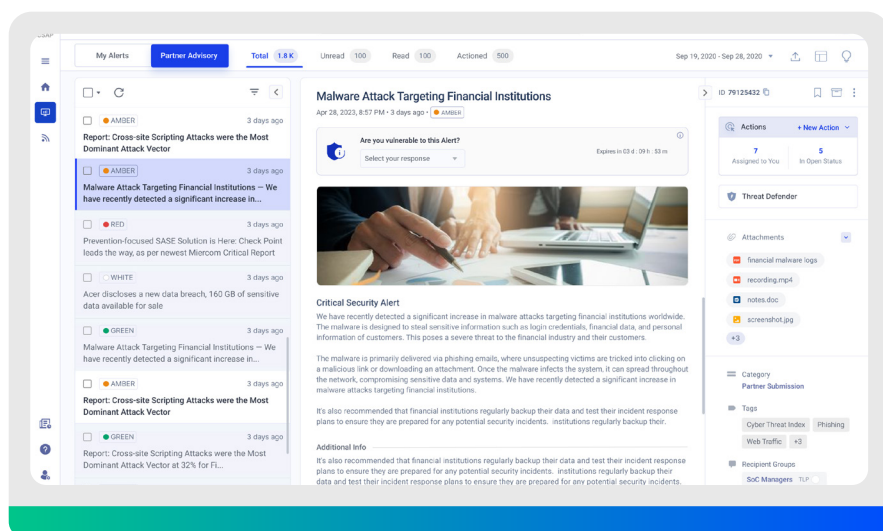 My Alerts
Partner Advisory
Total 1.8 K
Unread 100
Read 100
Actioned 500
Sep 19, 2020 - Sep 28, 2020
AMBER 3 days ago
Report: Cross-site Scripting Attacks were the Most
Dominant Attack Vector
AMBER 3 days ago
Malware Attack Targeting Financial Institutions — We
have recently detected a significant increase in...
RED 3 days ago
Prevention-focused SASE Solution is Here: Check Point
leads the way, as per newest Miercom Critical Report
WHITE 3 days ago
Acer discloses a new data breach, 160 GB of sensitive
data available for sale
GREEN 3 days ago
Malware Attack Targeting Financial Institutions — We
have recently detected a significant increase in...
AMBER 3 days ago
Report: Cross-site Scripting Attacks were the Most
Dominant Attack Vector
GREEN 3 days ago
Report: Cross-site Scripting Attacks were the Most
Dominant Attack Vector at 32% for Fi...
Malware Attack Targeting Financial Institutions
Apr 28, 2023, 8:57 PM • 3 days ago • AMBER
Are you vulnerable to this Alert?
Select your response
Expires in 03 d : 09 h : 53 m
Critical Security Alert
We have recently detected a significant increase in malware attacks targeting financial institutions worldwide.
The malware is designed to steal sensitive information such as login credentials, financial data, and personal
information of customers. This poses a severe threat to the financial industry and their customers.
The malware is primarily delivered via phishing emails, where unsuspecting victims are tricked into clicking on
a malicious link or downloading an attachment. Once the malware infects the system, it can spread throughout
the network, compromising sensitive data and systems. We have recently detected a significant increase in
malware attacks targeting financial institutions.
It's also recommended that financial institutions regularly backup their data and test their incident response
plans to ensure they are prepared for any potential security incidents. institutions regularly backup their.
Additional Info
It's also recommended that financial institutions regularly backup their data and test their incident response
plans to ensure they are prepared for any potential security incidents. institutions regularly backup their
data and test their incident response plans to ensure they are prepared for any potential security incidents.
ID 79125432
Actions
+ New Action
7
Assigned to You
5
In Open Status
Threat Defender
Attachments
financial malware logs
recording.mp4
notes.doc
screenshot.jpg
+3
Category
Partner Submission
Tags
Cyber Threat Index
Phishing
Web Traffic
+3
Recipient Groups
SoC Managers TLP